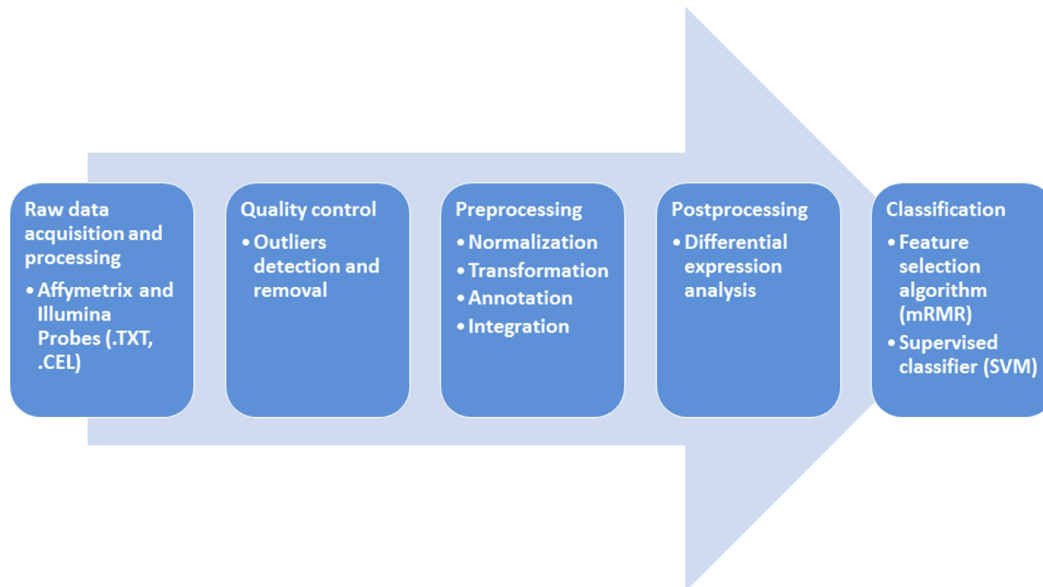 Raw data
acquisition and
processing
• Affymetrix and
Illumina
Probes (.TXT,
.CEL)
Quality control
• Outliers
detection and
removal
Preprocessing
• Normalization
• Transformation
• Annotation
• Integration
Postprocessing
• Differential
expression
analysis
Classification
• Feature
selection
algorithm
(mRMR)
• Supervised
classifier (SVM)